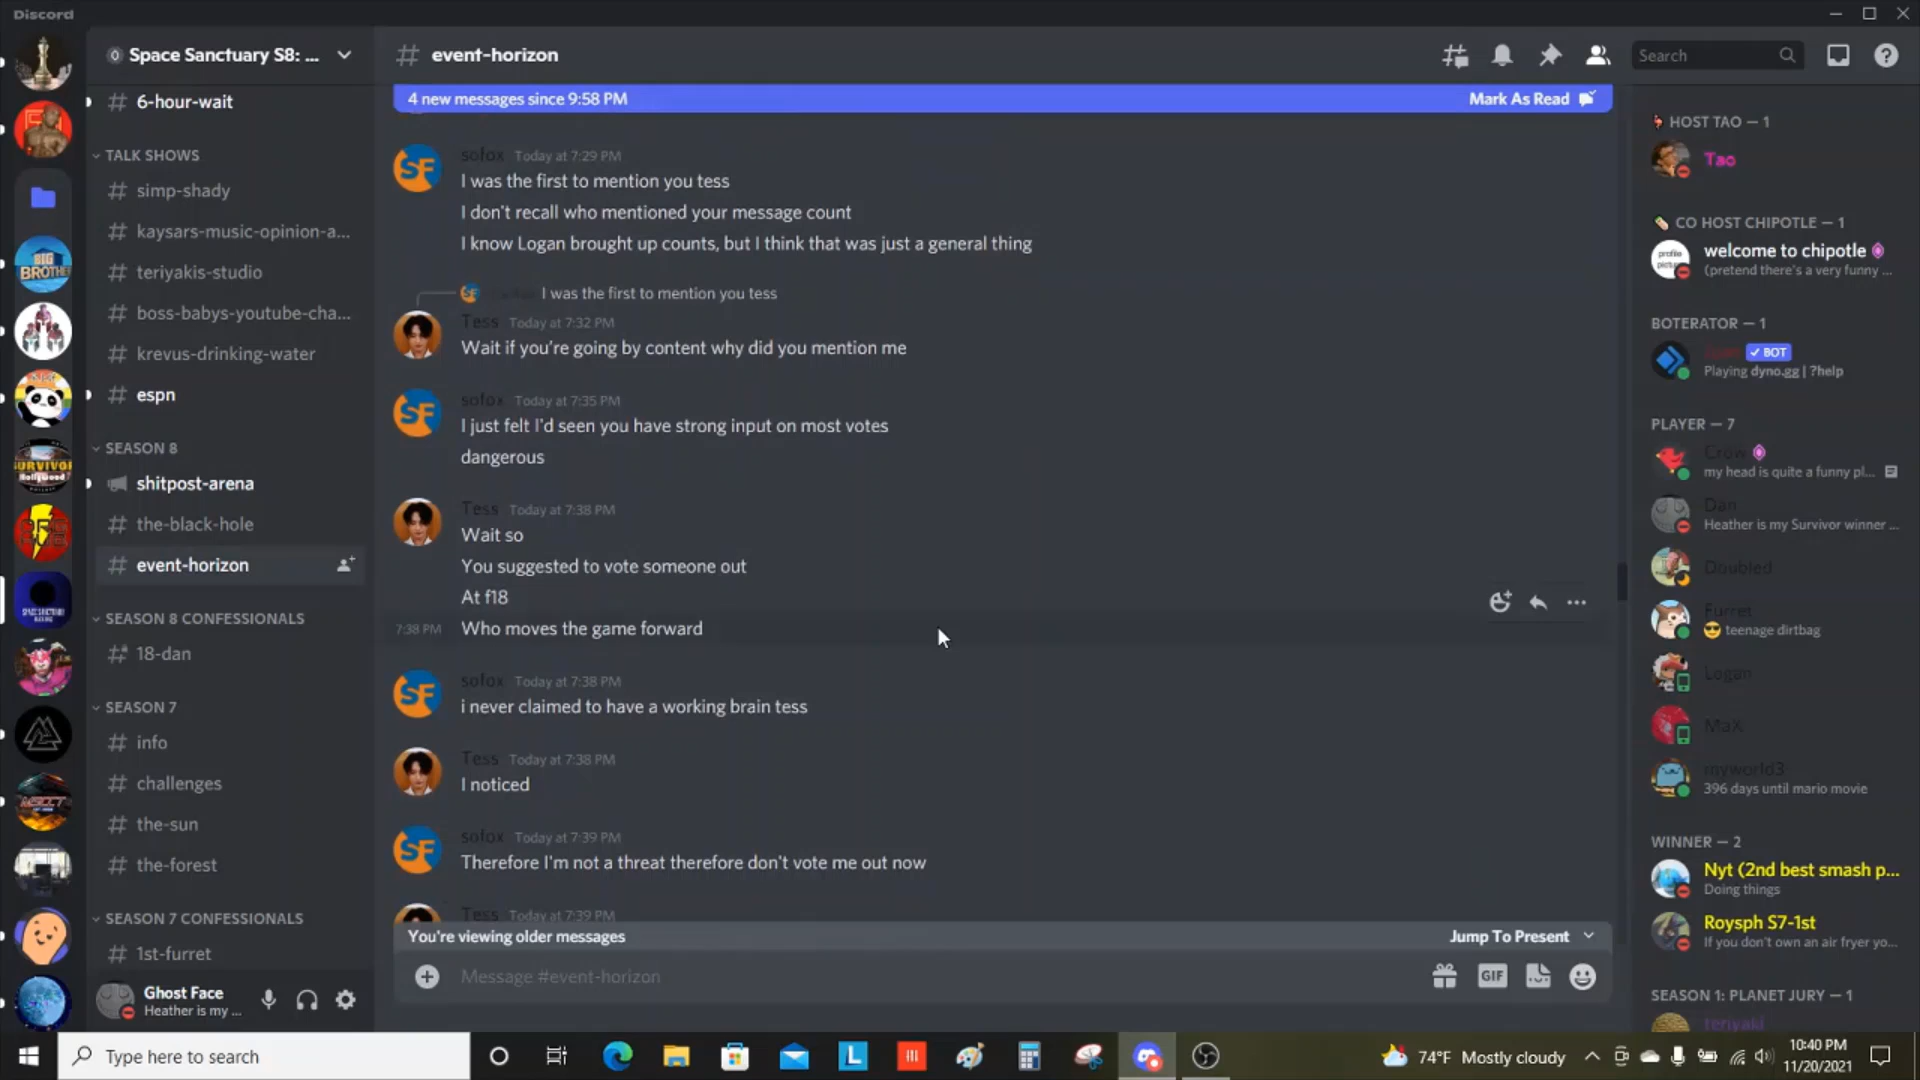 Discord
Space Sanctuary S8: ...
6-hour-wait
TALK SHOWS
simp-shady
kaysars-music-opinion-a...
teriyakis-studio
boss-babys-youtube-cha...
krevus-drinking-water
espn
SEASON 8
shitpost-arena
the-black-hole
event-horizon
SEASON 8 CONFESSIONALS
18-dan
SEASON 7
info
challenges
the-sun
the-forest
SEASON 7 CONFESSIONALS
1st-furret
Ghost Face
Heather is my ...
BIG
BROTHER
event-horizon
Search
4 new messages since 9:58 PM
Mark As Read
sofox Today at 7:29 PM
I was the first to mention you tess
I don't recall who mentioned your message count
I know Logan brought up counts, but I think that was just a general thing
I was the first to mention you tess
Tess Today at 7:32 PM
Wait if you're going by content why did you mention me
sofox Today at 7:35 PM
I just felt I'd seen you have strong input on most votes
dangerous
Tess Today at 7:38 PM
Wait so
You suggested to vote someone out
At f18
7:38 PM Who moves the game forward
sofox Today at 7:38 PM
i never claimed to have a working brain tess
Tess Today at 7:38 PM
I noticed
sofox Today at 7:39 PM
Therefore I'm not a threat therefore don't vote me out now
Tess Today at 7:39 PM
You're viewing older messages
Jump To Present
Message #event-horizon
GIF
HOST TAO — 1
Tao
CO HOST CHIPOTLE — 1
welcome to chipotle
(pretend there's a very funny ...
BOTERATOR — 1
BOT
Playing dyno.gg | ?help
PLAYER — 7
Crow
my head is quite a funny pl...
Dan
Heather is my Survivor winner ...
Doubled
Furret
teenage dirtbag
Logan
MaX
myworld3
396 days until mario movie
WINNER — 2
Nyt (2nd best smash p...
Doing things
Roysph S7-1st
If you don't own an air fryer yo...
SEASON 1: PLANET JURY — 1
teriyaki
Type here to search
74°F Mostly cloudy
10:40 PM
11/20/2021